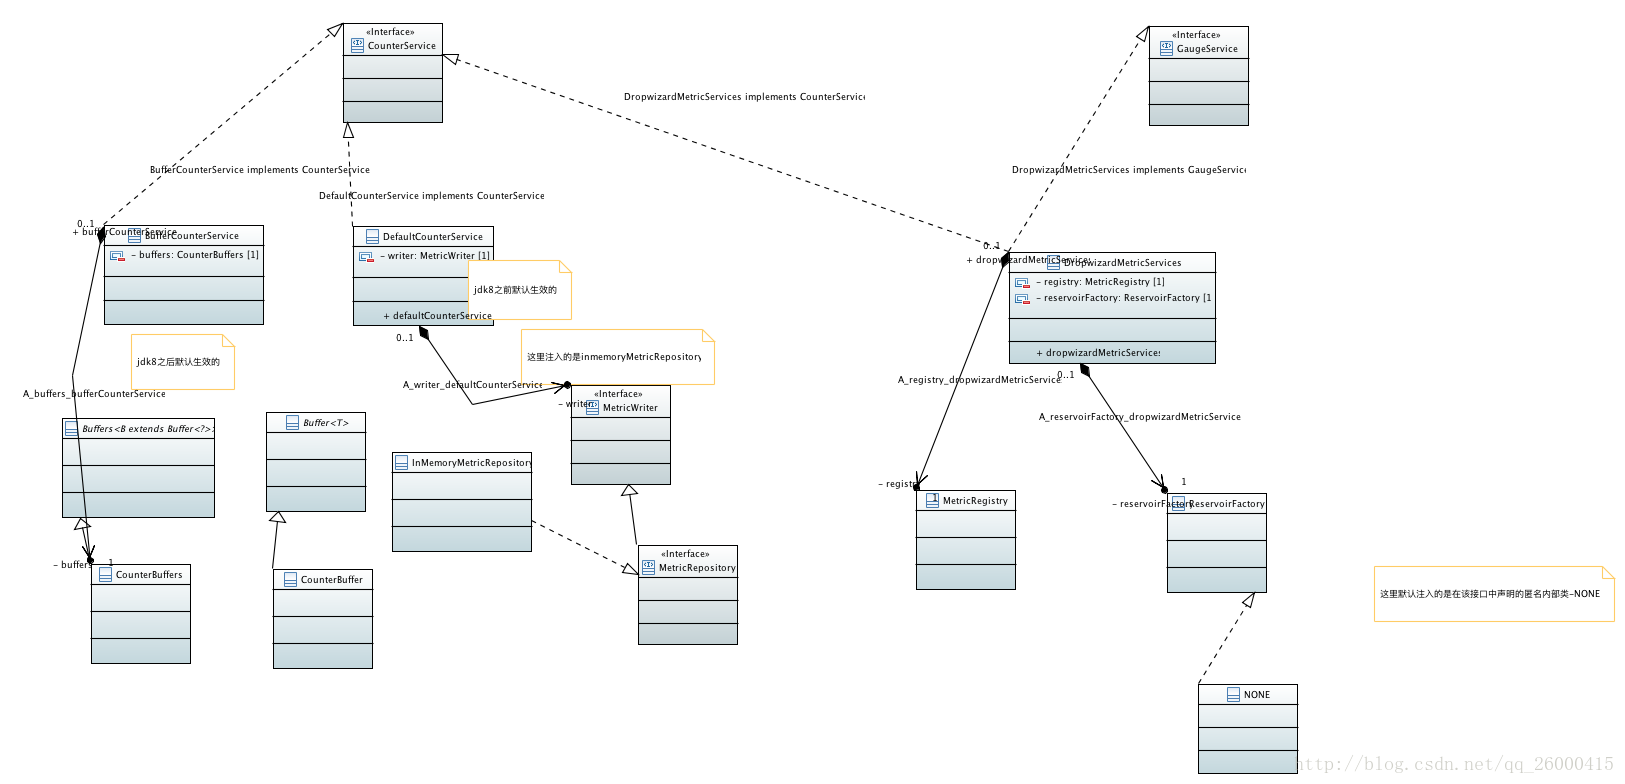 «Interface»
CounterService
«Interface»
GaugeService
DropwizardMetricServices implements CounterService
BufferCounterService implements CounterService
DropwizardMetricServices implements GaugeService
DefaultCounterService implements CounterService
0..1
+ bufferCounterService
BufferCounterService
- buffers: CounterBuffers [1]
DefaultCounterService
- writer: MetricWriter [1]
+ defaultCounterService
0..1
jdk8之前默认生效的
0..1
+ dropwizardMetricServices
DropwizardMetricServices
- registry: MetricRegistry [1]
- reservoirFactory: ReservoirFactory [1
+ dropwizardMetricServices
0..1
jdk8之后默认生效的
这里注入的是inmemoryMetricRepository
A_buffers_bufferCounterService
A_writer_defaultCounterService
A_registry_dropwizardMetricService
A_reservoirFactory_dropwizardMetricService
- writer
«Interface»
MetricWriter
Buffers<B extends Buffer<?>>
Buffer<T>
InMemoryMetricRepository
- registry
1
MetricRegistry
1
- reservoirFactory
ReservoirFactory
- buffers
1
CounterBuffers
CounterBuffer
«Interface»
MetricRepository
这里默认注入的是在该接口中声明的匿名内部类-NONE
NONE
http://blog.csdn.net/qq_26000415